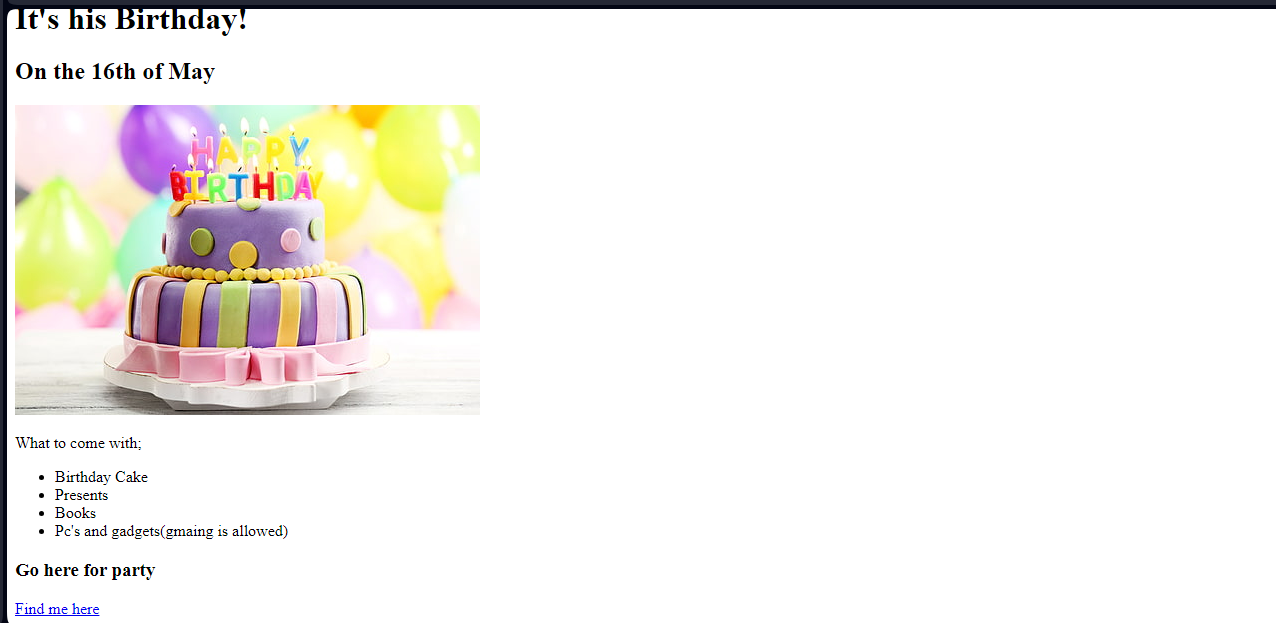 It's his Birthday!
On the 16th of May
HAPPY
BIRTHDAY
What to come with;
Birthday Cake
Presents
Books
Pc's and gadgets(gmaing is allowed)
Go here for party
Find me here